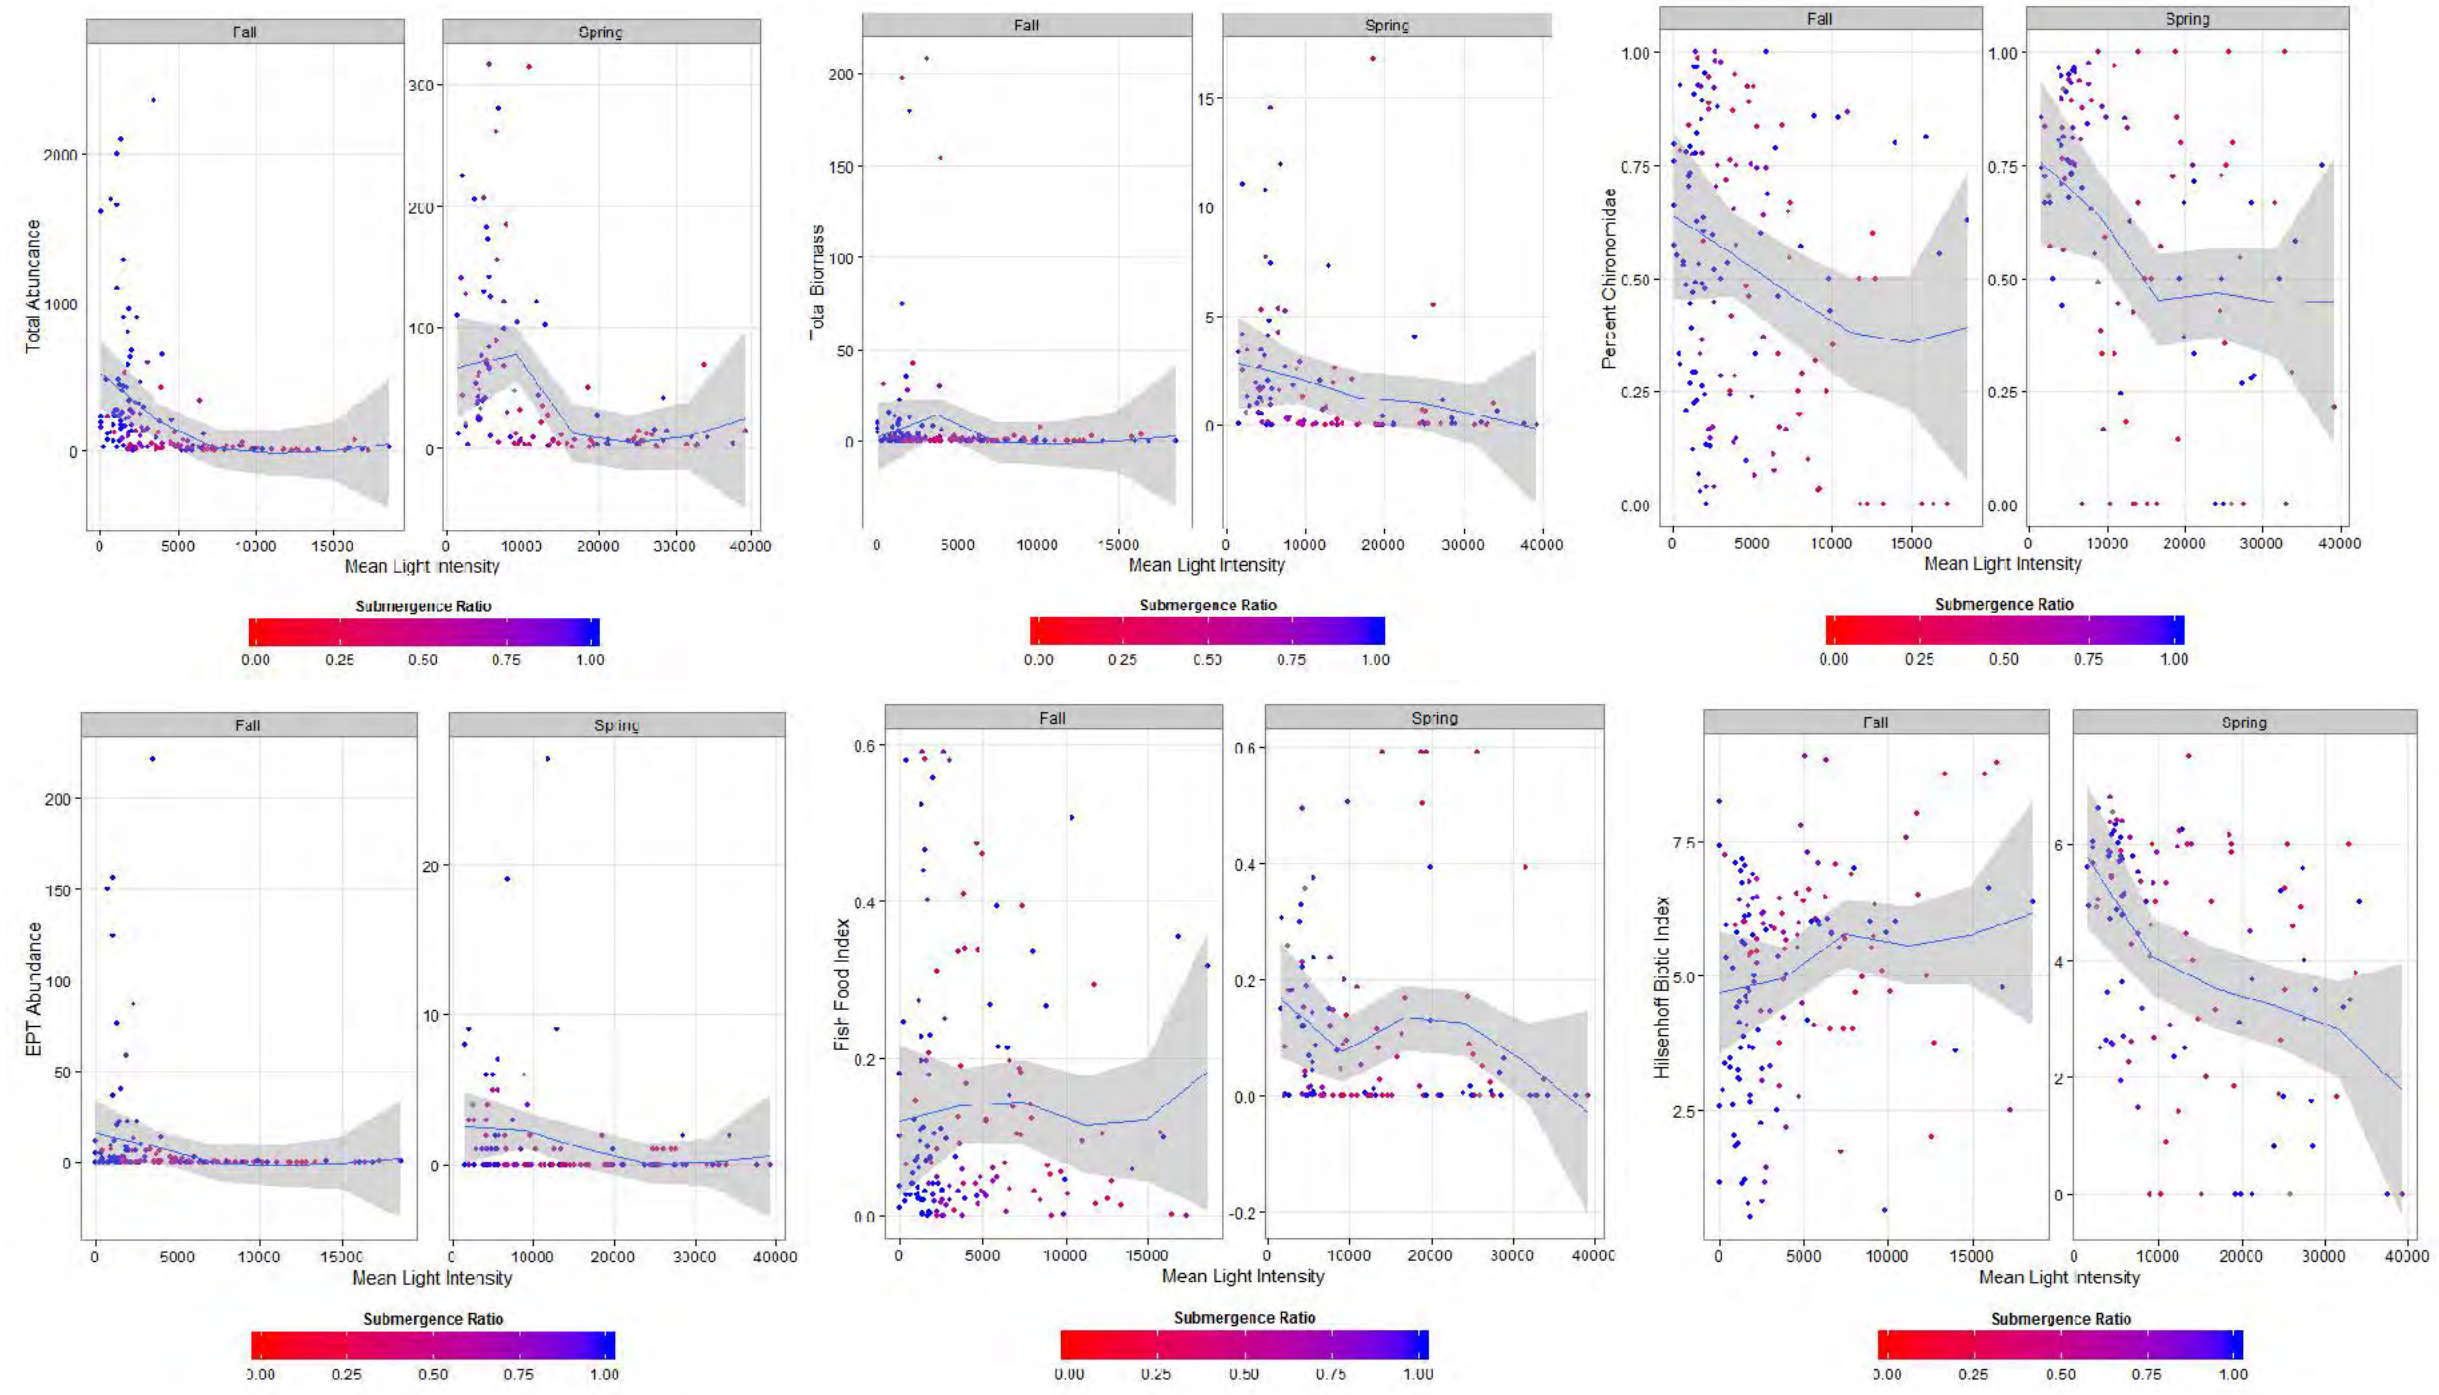 Fall Spring
Total Abundance
2000
1000
0
300
200
100
0
0 5000 10000 15000
0 10000 20000 30000 40000
Mean Light Intensity
Submergence Ratio
0.00 0.25 0.50 0.75 1.00
Fall Spring
Total Biomass
200
150
100
50
0
15
10
5
0
0 5000 10000 15000
0 10000 20000 30000 40000
Mean Light Intensity
Submergence Ratio
0.00 0.25 0.50 0.75 1.00
Fall Spring
Percent Chironomidae
1.00
0.75
0.50
0.25
0.00
1.00
0.75
0.50
0.25
0.00
0 5000 10000 15000
0 10000 20000 30000 40000
Mean Light Intensity
Submergence Ratio
0.00 0.25 0.50 0.75 1.00
Fall Spring
EPT Abundance
200
150
100
50
0
20
10
0
0 5000 10000 15000
0 10000 20000 30000 40000
Mean Light Intensity
Submergence Ratio
0.00 0.25 0.50 0.75 1.00
Fall Spring
Fish Food Index
0.6
0.4
0.2
0.0
0.6
0.4
0.2
0.0
-0.2
0 5000 10000 15000
0 10000 20000 30000 40000
Mean Light Intensity
Submergence Ratio
0.00 0.25 0.50 0.75 1.00
Fall Spring
Hilsenhoff Biotic Index
7.5
5.0
2.5
6
4
2
0
0 5000 10000 15000
0 10000 20000 30000 40000
Mean Light Intensity
Submergence Ratio
0.00 0.25 0.50 0.75 1.00